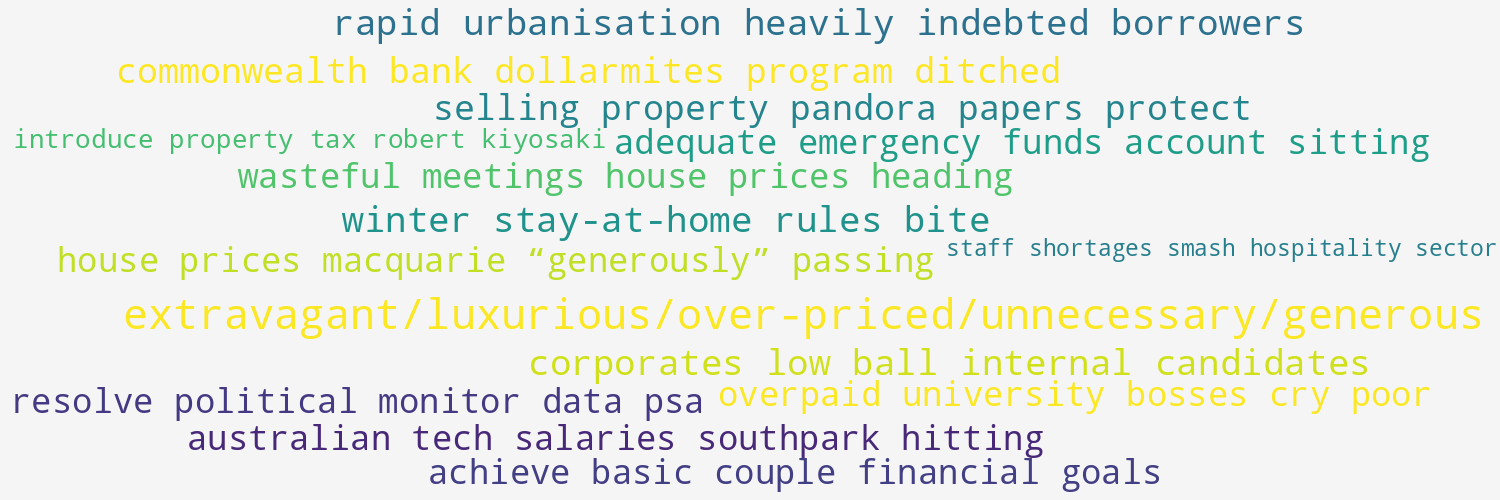 rapid urbanisation heavily indebted borrowers
commonwealth bank dollarmites program ditched
selling property pandora papers protect
introduce property tax robert kiyosaki
adequate emergency funds account sitting
wasteful meetings house prices heading
winter stay-at-home rules bite
house prices macquarie “generously” passing
staff shortages smash hospitality sector
extravagant/luxurious/over-priced/unnecessary/generous
corporates low ball internal candidates
resolve political monitor data psa
overpaid university bosses cry poor
australian tech salaries southpark hitting
achieve basic couple financial goals